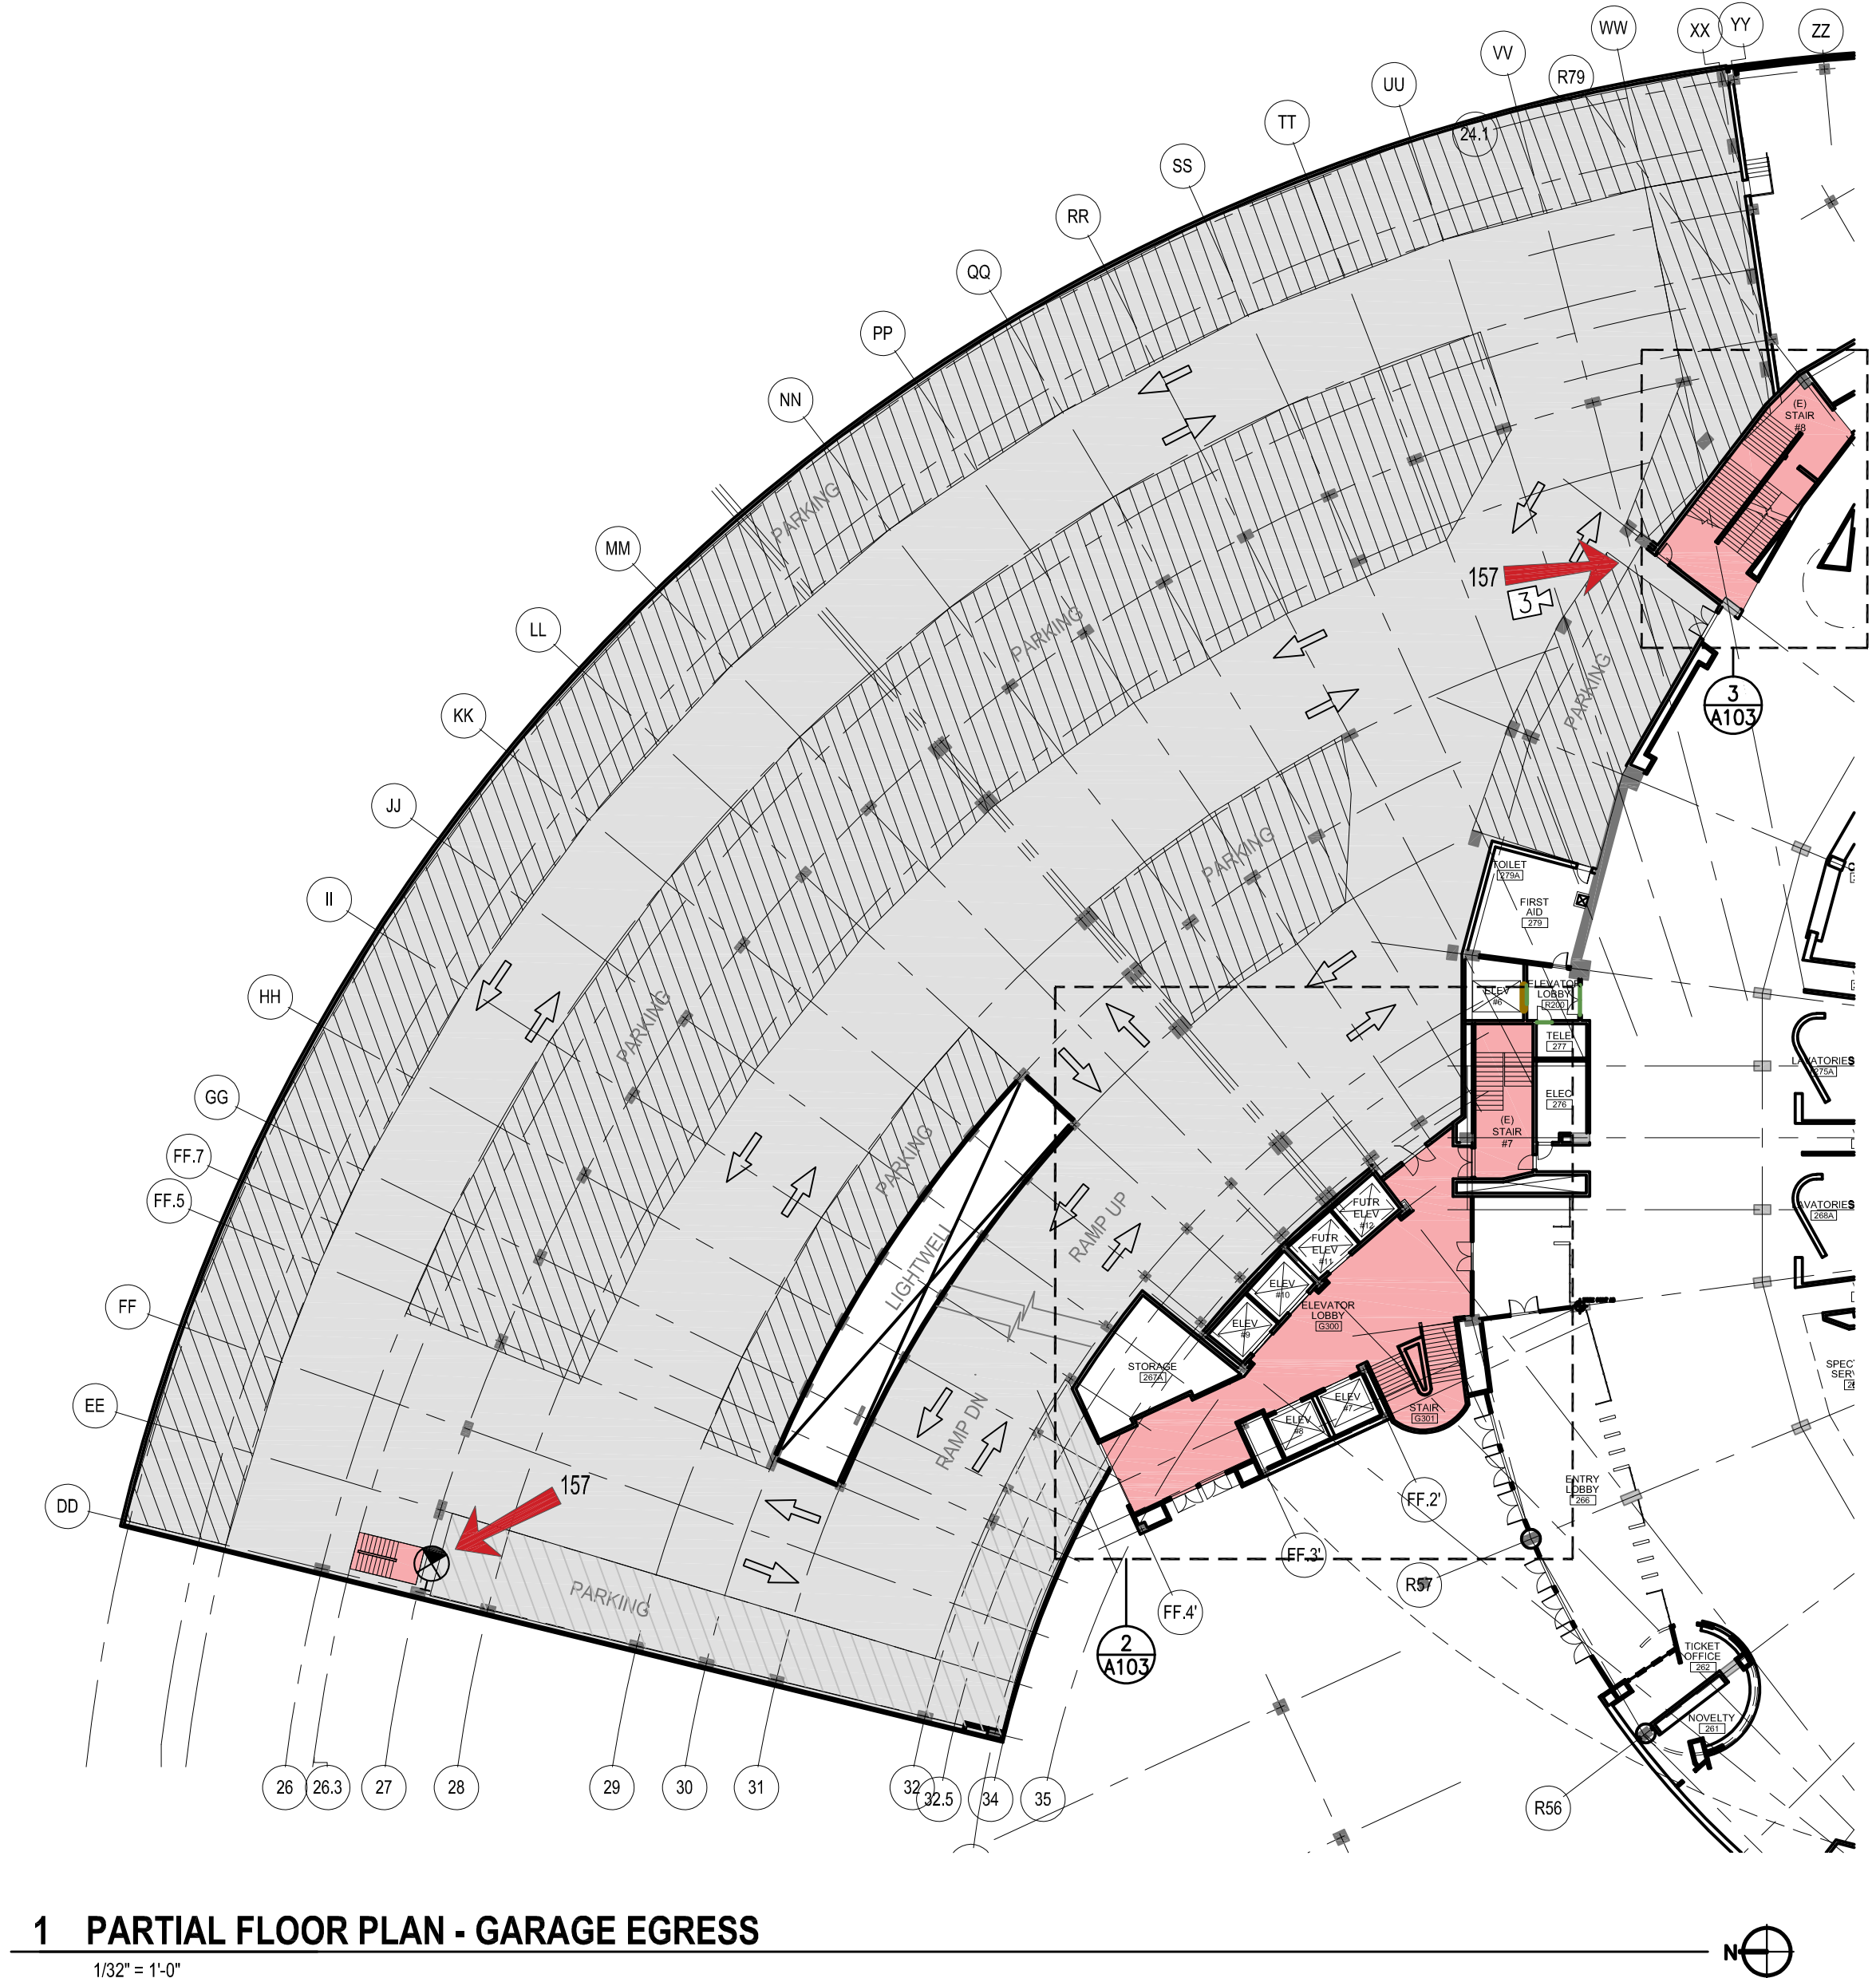 WW
XX
YY
ZZ
VV
R79
UU
24.1
TT
SS
RR
QQ
PP
NN
MM
LL
KK
JJ
II
HH
GG
FF.7
FF.5
FF
EE
DD
PARKING
PARKING
PARKING
PARKING
PARKING
PARKING
PARKING
(E)
STAIR
#8
157
3
3
A103
TOILET
279A
FIRST
AID
279
ELEV
#6
ELEVATOR
LOBBY
R200
TELE
277
ELEC
276
(E)
STAIR
#7
LAVATORIES
275A
LAVATORIES
268A
RAMP UP
LIGHTWELL
RAMP DN
FUTR
ELEV
#12
FUTR
ELEV
#11
ELEV
#10
ELEV
#9
ELEVATOR
LOBBY
G300
STORAGE
267A
ELEV
#7
ELEV
#8
STAIR
G301
ENTRY
LOBBY
266
157
PARKING
FF.2'
FF.3'
FF.4'
R57
2
A103
TICKET
OFFICE
262
NOVELTY
261
R56
26
26.3
27
28
29
30
31
32
32.5
34
35
1 PARTIAL FLOOR PLAN - GARAGE EGRESS
1/32" = 1'-0"
N